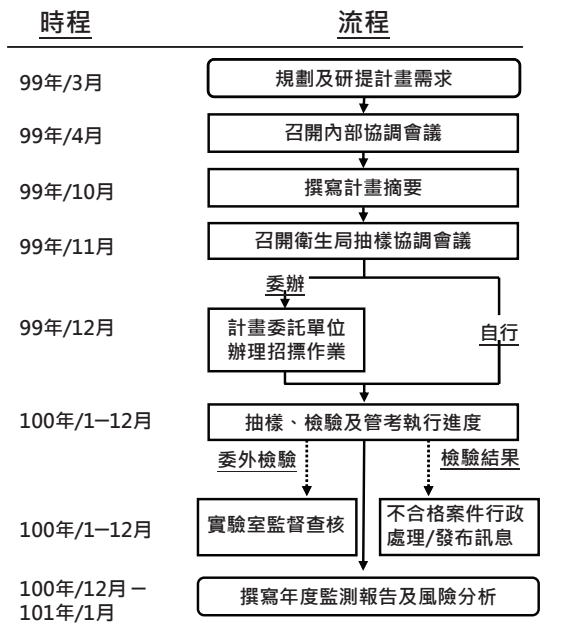 時程 流程
99年/3月 規劃及研提計畫需求
99年/4月 召開內部協調會議
99年/10月 撰寫計畫摘要
99年/11月 召開衛生局抽樣協調會議
委辦
99年/12月 計畫委託單位
辦理招標作業
自行
100年/1—12月 抽樣、檢驗及管考執行進度
委外檢驗 檢驗結果
100年/1—12月 實驗室監督查核 不合格案件行政
處理/發布訊息
100年/12月－
101年/1月
撰寫年度監測報告及風險分析